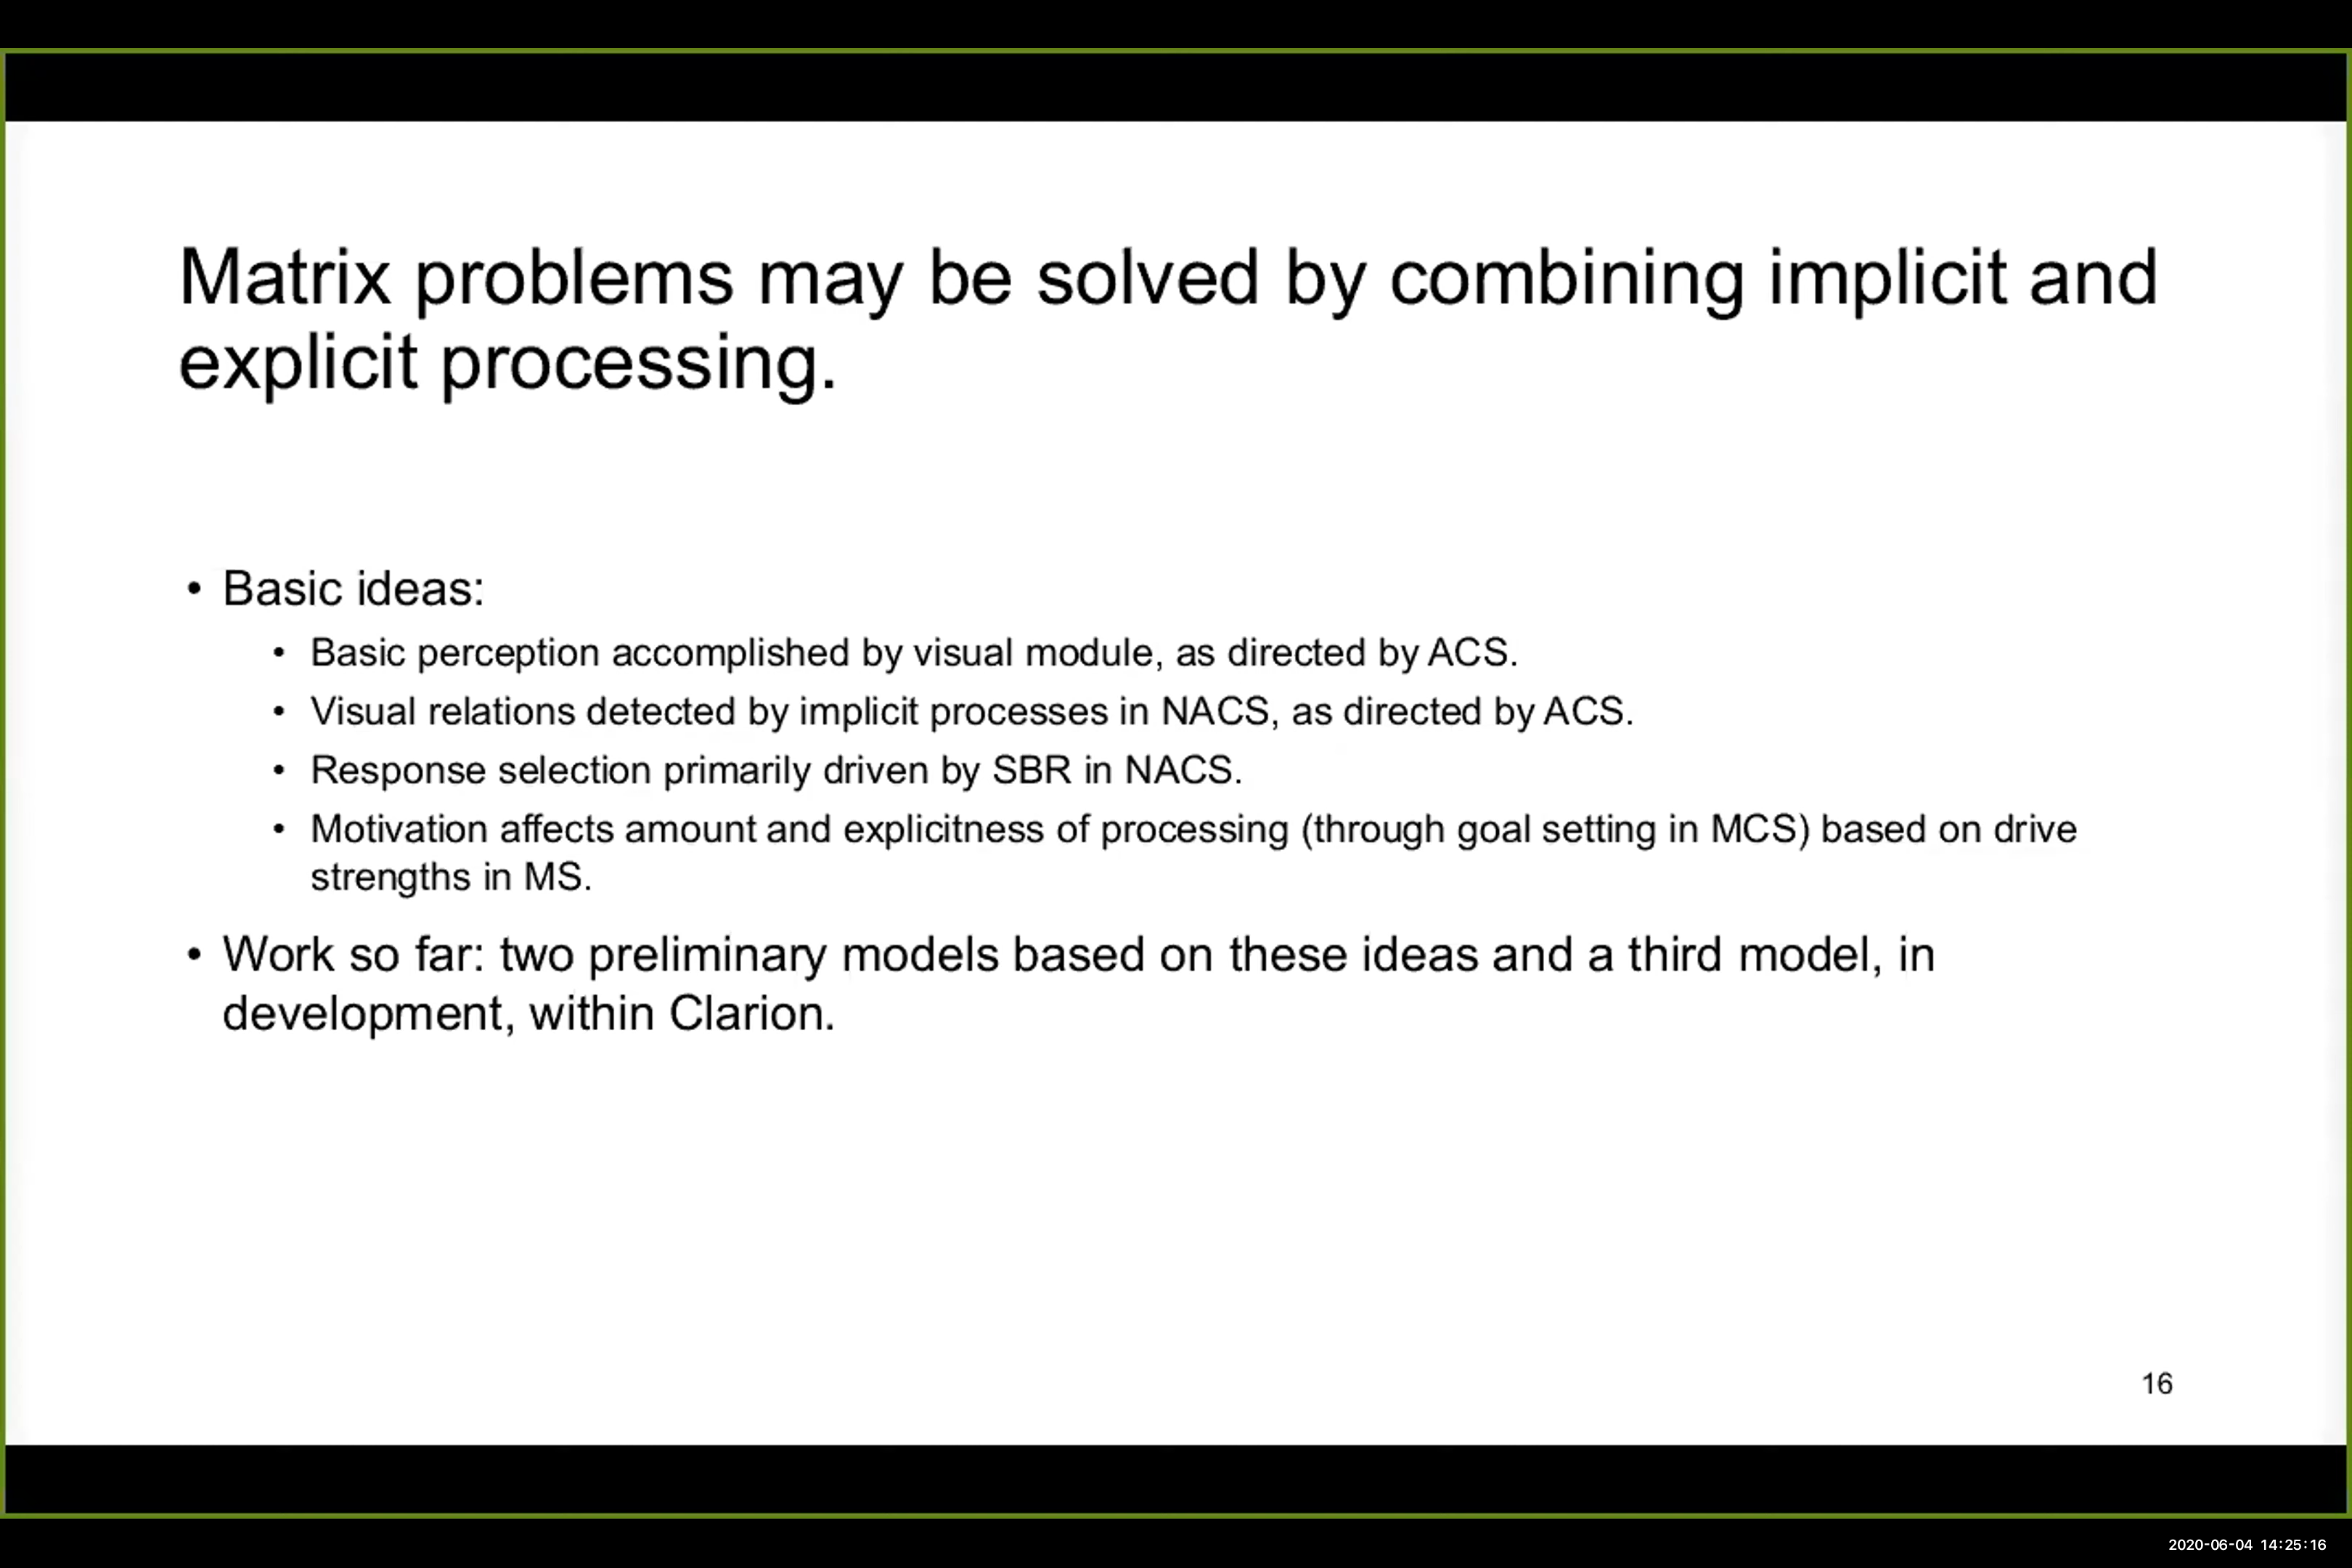 Matrix problems may be solved by combining implicit and
explicit processing.
• Basic ideas:
• Basic perception accomplished by visual module, as directed by ACS.
• Visual relations detected by implicit processes in NACS, as directed by ACS.
• Response selection primarily driven by SBR in NACS.
• Motivation affects amount and explicitness of processing (through goal setting in MCS) based on drive
strengths in MS.
• Work so far: two preliminary models based on these ideas and a third model, in
development, within Clarion.
16
2020-06-04 14:25:16